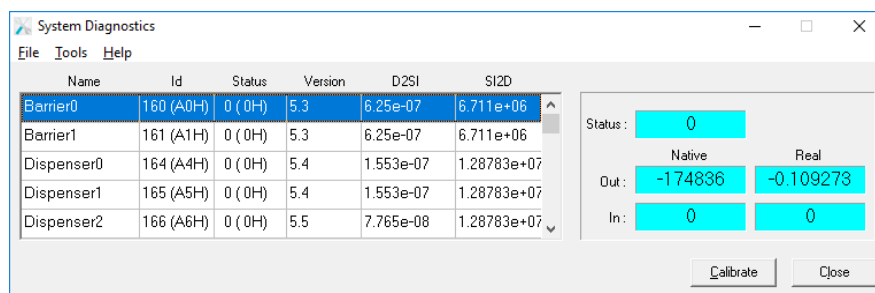 System Diagnostics
File Tools Help
Name Id Status Version D2SI SI2D
Barrier0 160 (A0H) 0 ( 0H) 5.3 6.25e-07 6.711e+06
Barrier1 161 (A1H) 0 ( 0H) 5.3 6.25e-07 6.711e+06
Dispenser0 164 (A4H) 0 ( 0H) 5.4 1.553e-07 1.28783e+07
Dispenser1 165 (A5H) 0 ( 0H) 5.4 1.553e-07 1.28783e+07
Dispenser2 166 (A6H) 0 ( 0H) 5.5 7.765e-08 1.28783e+07
Status : 0
Native Real
Out : -174836 -0.109273
In : 0 0
Calibrate Close